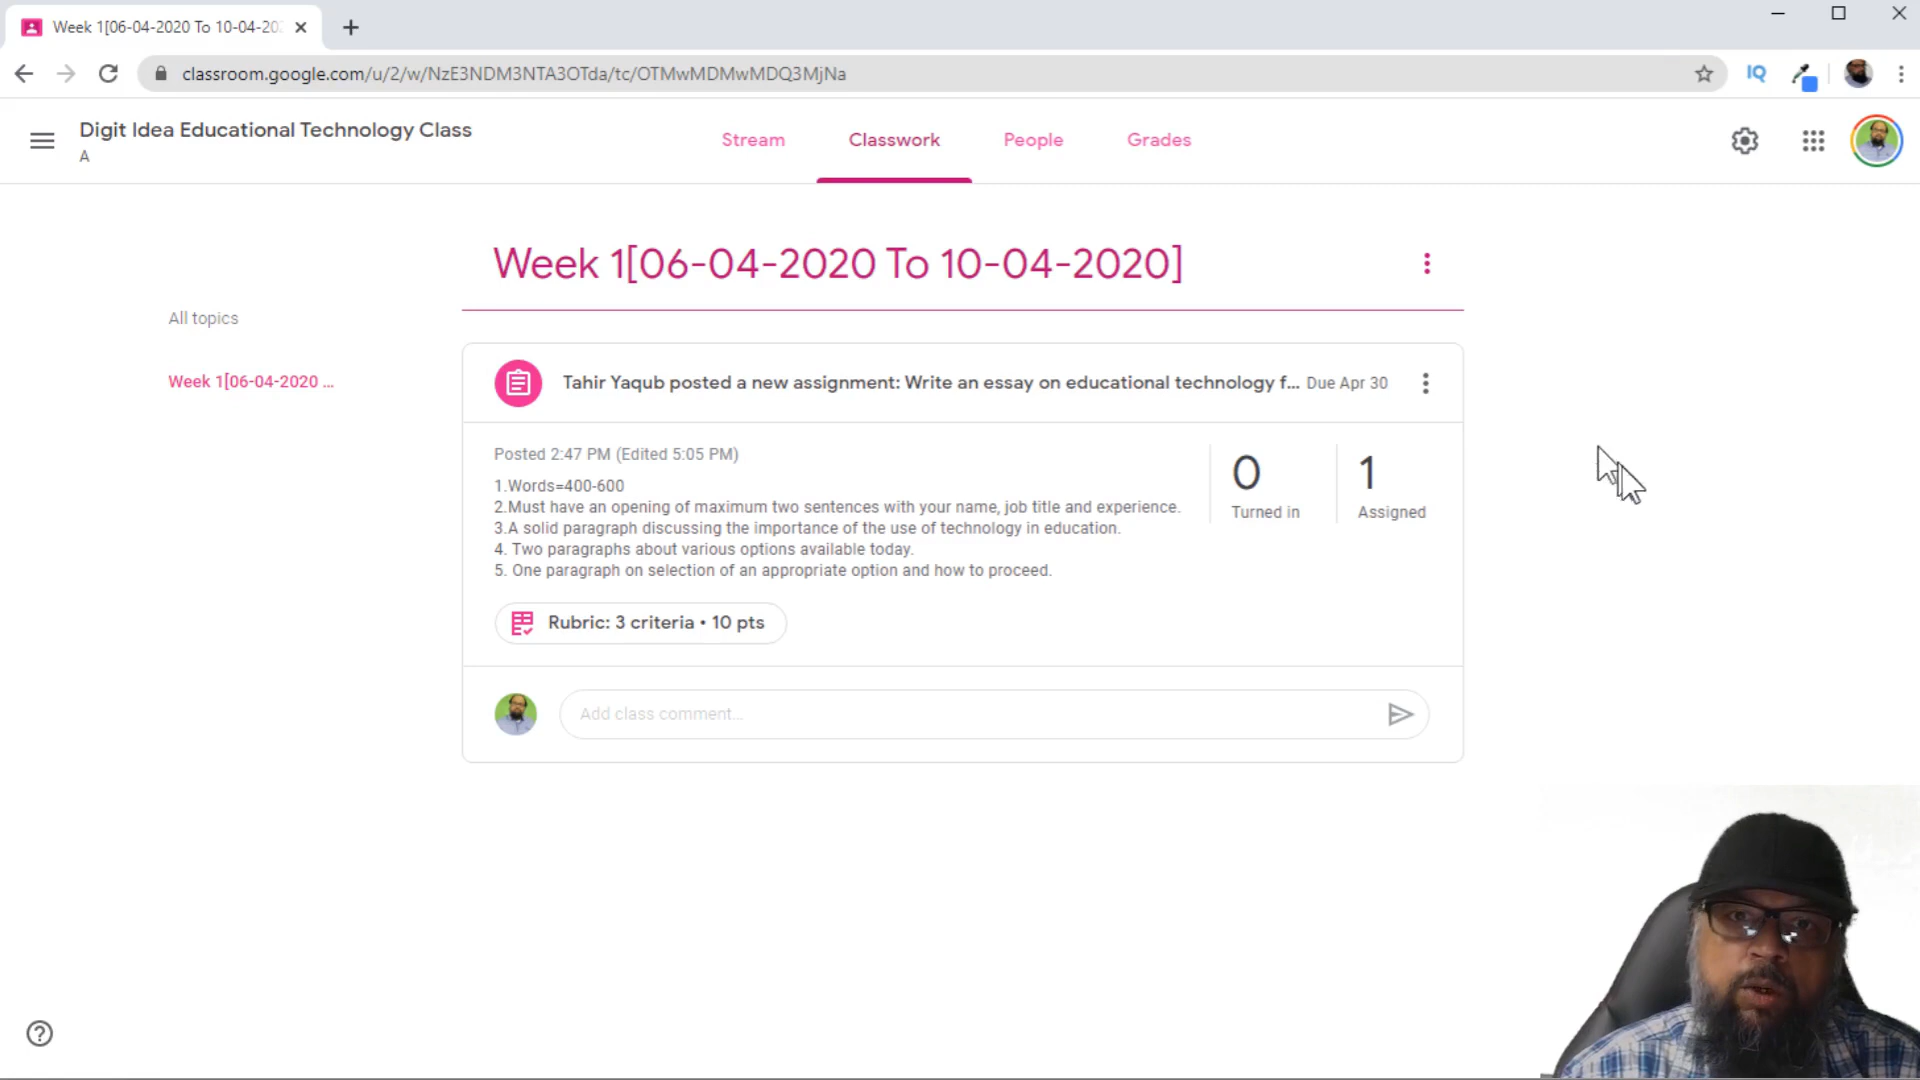 Week 1[06-04-2020 To 10-04-20
classroom.google.com/u/2/w/NzE3NDM3NTA3OTda/tc/OTMwMDMwMDQ3MjNa
IQ
Digit Idea Educational Technology Class
A
Stream
Classwork
People
Grades
Week 1[06-04-2020 To 10-04-2020]
All topics
Week 1[06-04-2020 ...
Tahir Yaqub posted a new assignment: Write an essay on educational technology f... Due Apr 30
Posted 2:47 PM (Edited 5:05 PM)
1.Words=400-600
2.Must have an opening of maximum two sentences with your name, job title and experience.
3.A solid paragraph discussing the importance of the use of technology in education.
4. Two paragraphs about various options available today.
5. One paragraph on selection of an appropriate option and how to proceed.
0
Turned in
1
Assigned
Rubric: 3 criteria • 10 pts
Add class comment...